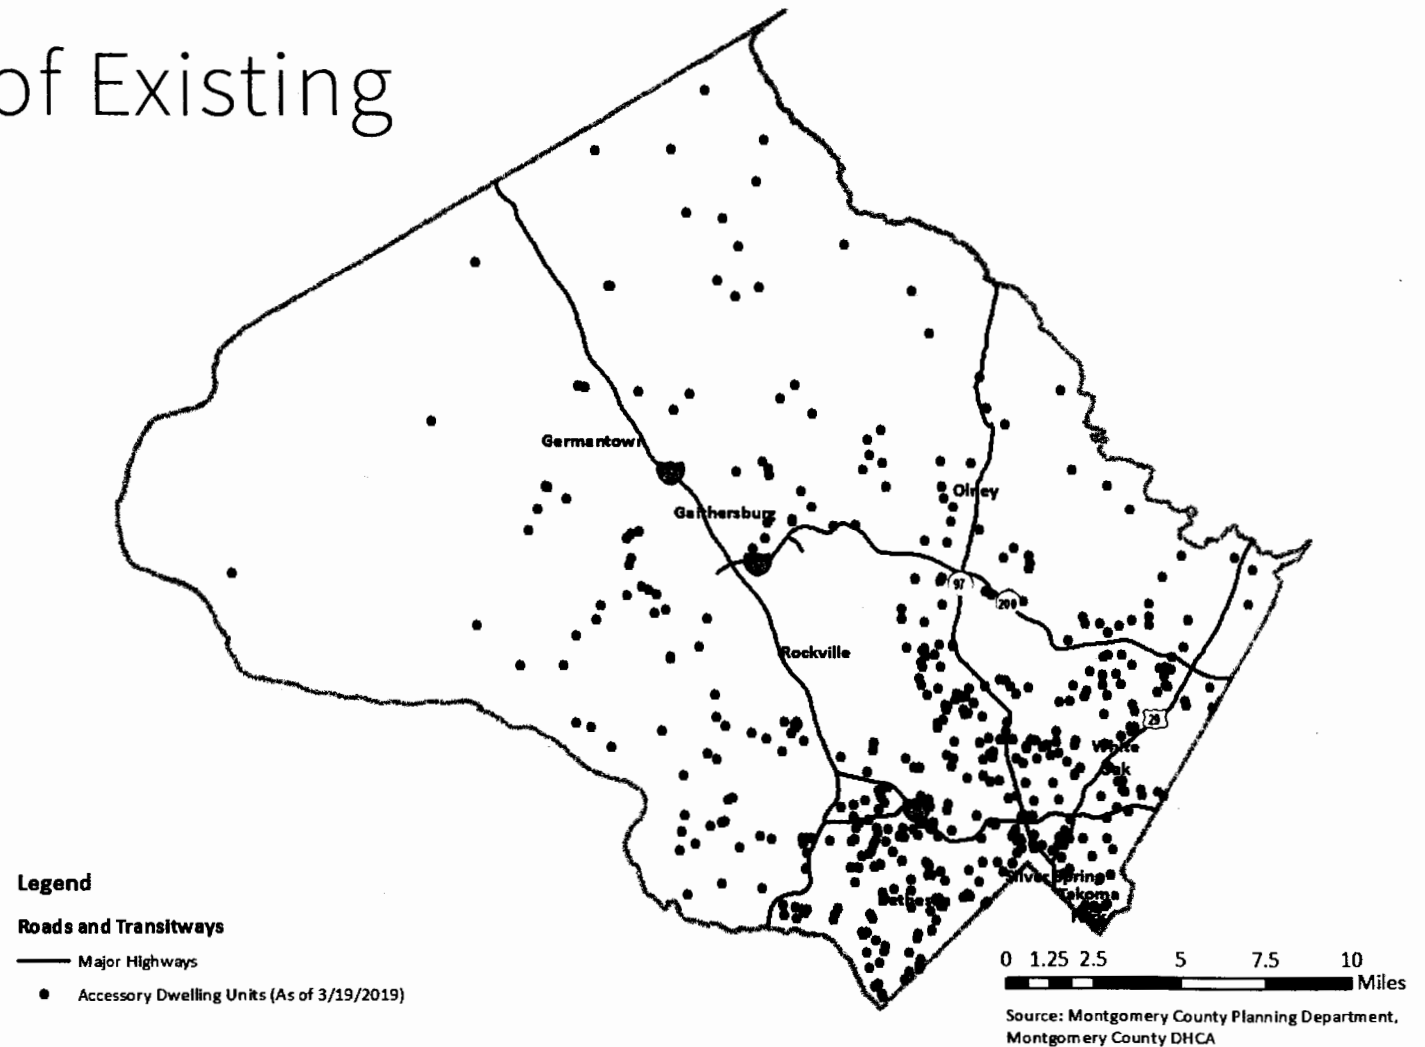 of Existing
Germantown
Gaithersburg
Olney
97
200
Rockville
29
White
Oak
Silver Spring
Takoma
Park
Bethesda
Legend
Roads and Transitways
Major Highways
Accessory Dwelling Units (As of 3/19/2019)
0 1.25 2.5 5 7.5 10
Miles
Source: Montgomery County Planning Department,
Montgomery County DHCA